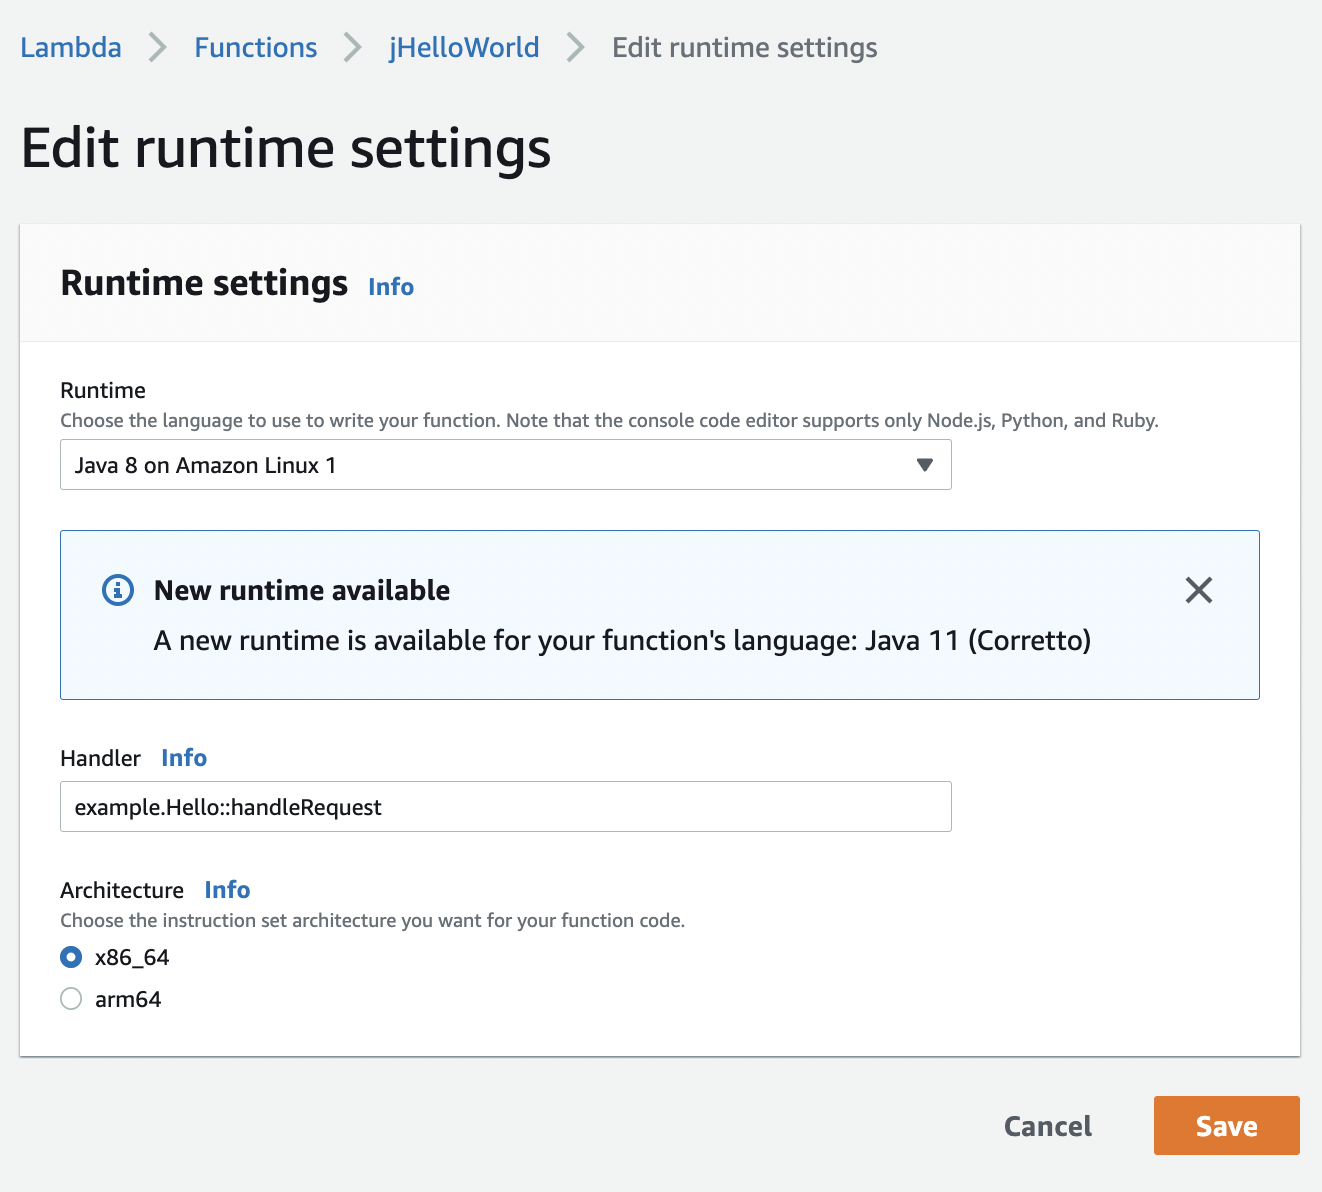 Lambda Functions jHelloWorld Edit runtime settings
Edit runtime settings
Runtime settings Info
Runtime
Choose the language to use to write your function. Note that the console code editor supports only Node.js, Python, and Ruby.
Java 8 on Amazon Linux 1
New runtime available
A new runtime is available for your function's language: Java 11 (Corretto)
Handler Info
example.Hello::handleRequest
Architecture Info
Choose the instruction set architecture you want for your function code.
x86_64
arm64
Cancel Save